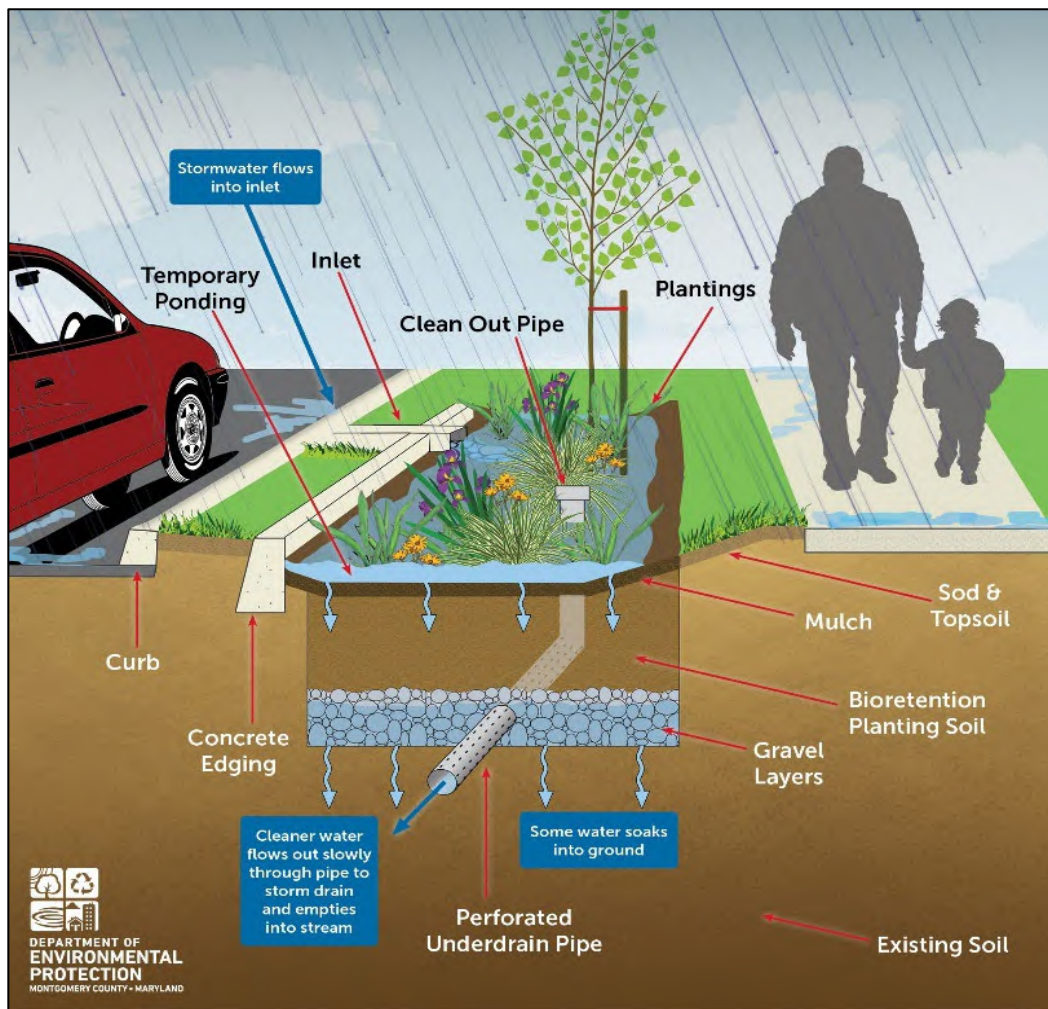 Stormwater flows
into inlet
Temporary
Ponding
Inlet
Clean Out Pipe
Plantings
Curb
Concrete
Edging
Mulch
Sod &
Topsoil
Bioretention
Planting Soil
Gravel
Layers
Cleaner water
flows out slowly
through pipe to
storm drain
and empties
into stream
Some water soaks
into ground
Perforated
Underdrain Pipe
Existing Soil
DEPARTMENT OF
ENVIRONMENTAL
PROTECTION
MONTGOMERY COUNTY • MARYLAND